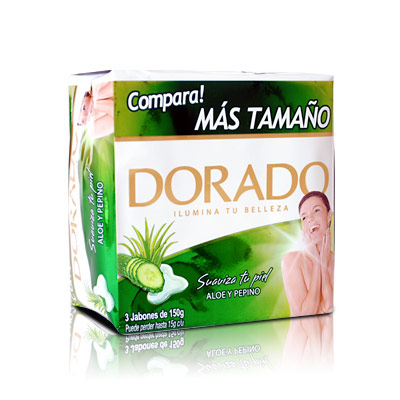 Compara!
MÁS TAMAÑO
DORADO
ILUMINA TU BELLEZA
Suaviza tu piel
ALOE Y PEPINO
3 Jabones de 150g
Puede perder hasta 15g c/u
Suaviza tu piel
ALOE Y PEPINO